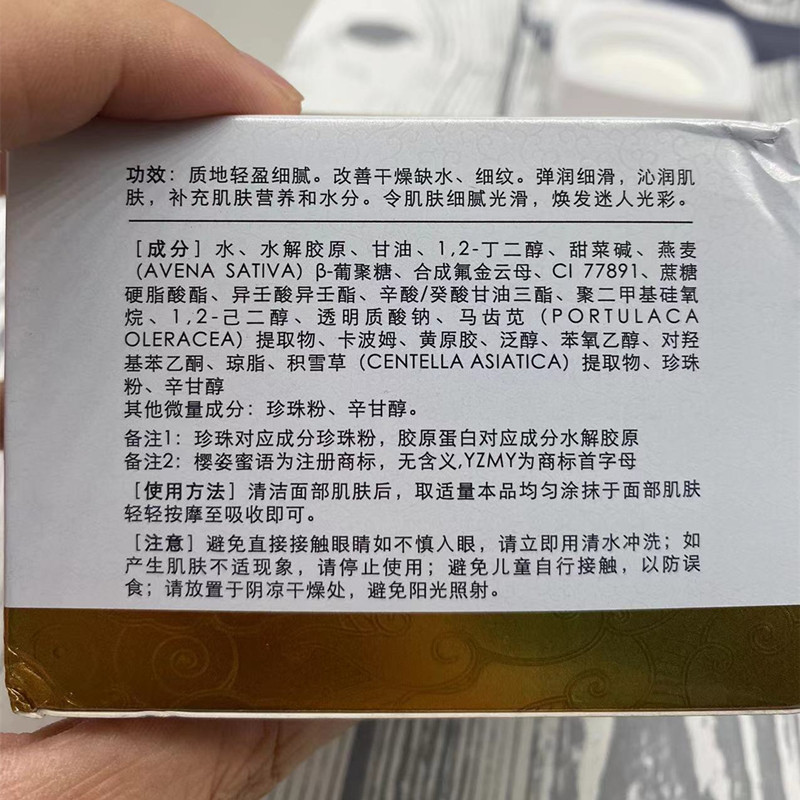 功效：质地轻盈细腻。改善干燥缺水、细纹。弹润细滑，沁润肌
肤，补充肌肤营养和水分。令肌肤细腻光滑，焕发迷人光彩。
[成分] 水、水解胶原、甘油、1,2-丁二醇、甜菜碱、燕麦
（AVENA SATIVA）β-葡聚糖、合成氟金云母、CI 77891、蔗糖
硬脂酸酯、异壬酸异壬酯、辛酸/癸酸甘油三酯、聚二甲基硅氧
烷、1,2-己二醇、透明质酸钠、马齿苋（PORTULACA
OLERACEA）提取物、卡波姆、黄原胶、泛醇、苯氧乙醇、对羟
基苯乙酮、琼脂、积雪草（CENTELLA ASIATICA）提取物、珍珠
粉、辛甘醇
其他微量成分：珍珠粉、辛甘醇。
备注1：珍珠对应成分珍珠粉，胶原蛋白对应成分水解胶原
备注2：樱姿蜜语为注册商标，无含义,YZMY为商标首字母
[使用方法] 清洁面部肌肤后，取适量本品均匀涂抹于面部肌肤
轻轻按摩至吸收即可。
[注意] 避免直接接触眼睛如不慎入眼，请立即用清水冲洗；如
产生肌肤不适现象，请停止使用；避免儿童自行接触，以防误
食；请放置于阴凉干燥处，避免阳光照射。